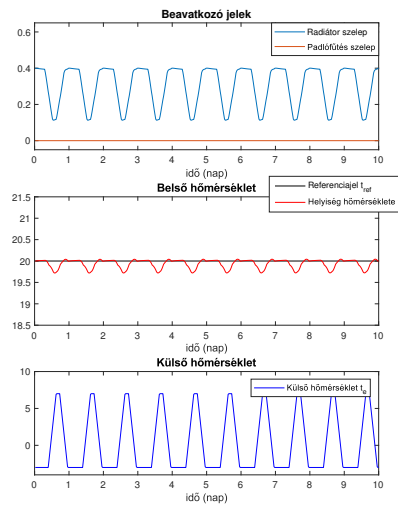 Beavatkozó jelek
0.6
0.4
0.2
0
Radiátor szelep
Padlófűtés szelep
0 1 2 3 4 5 6 7 8 9 10
idő (nap)
Belső hőmérséklet
21.5
21
20.5
20
19.5
19
18.5
Referenciajel t_ref
Helyiség hőmérséklete
0 1 2 3 4 5 6 7 8 9 10
idő (nap)
Külső hőmérséklet
10
5
0
Külső hőmérséklet t_e
0 1 2 3 4 5 6 7 8 9 10
idő (nap)